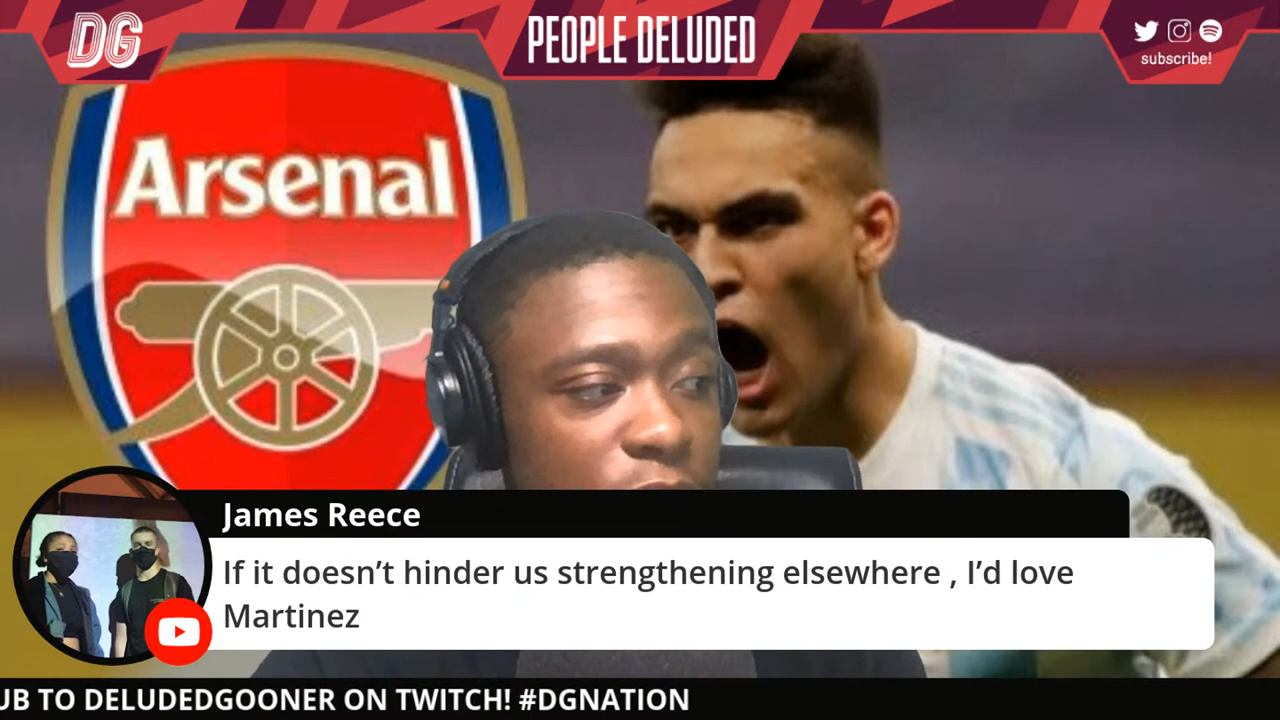 DG
PEOPLE DELUDED
subscribe!
Arsenal
James Reece
If it doesn’t hinder us strengthening elsewhere , I’d love
Martinez
UB TO DELUDEDGOONER ON TWITCH! #DGNATION